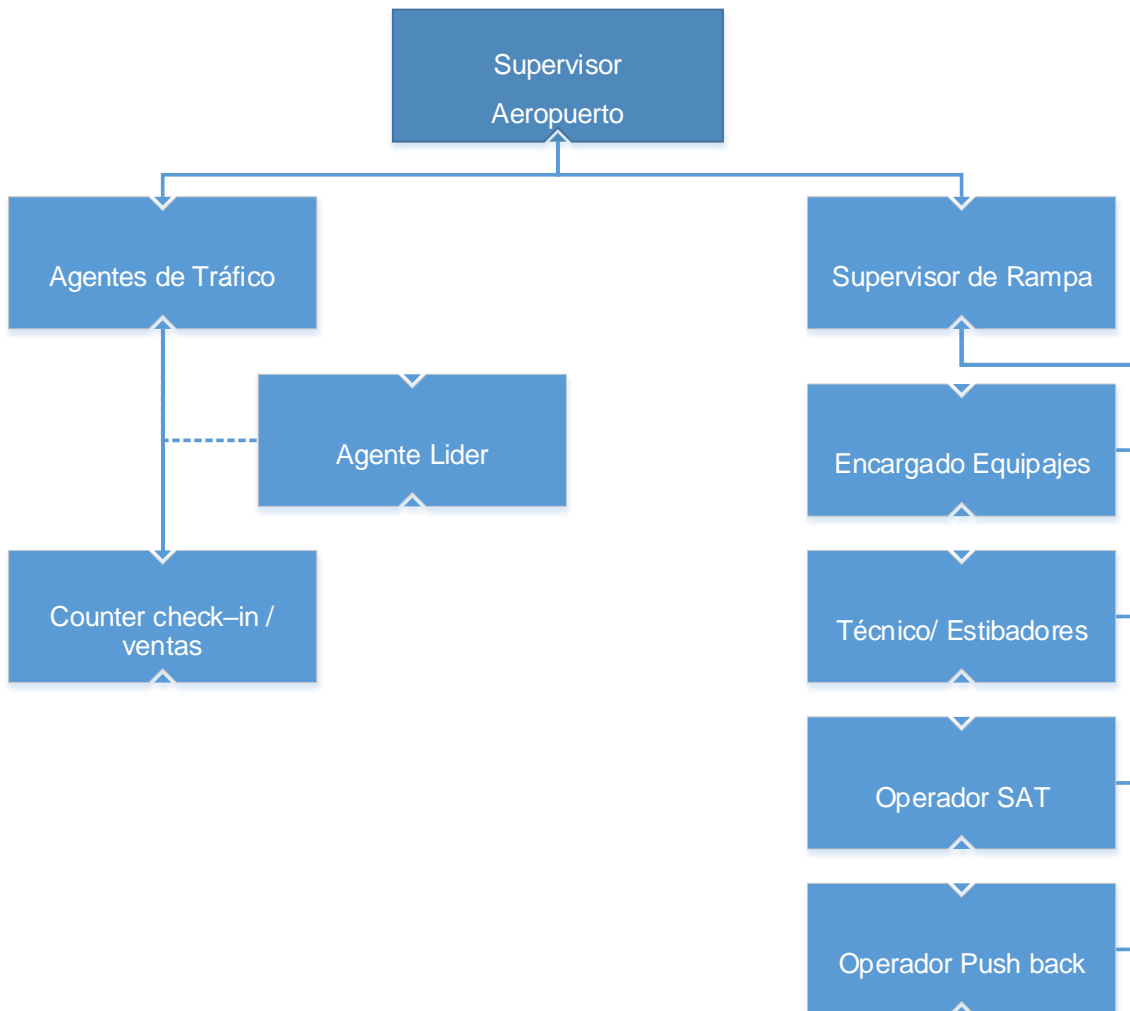 Supervisor
Aeropuerto
Agentes de Tráfico
Supervisor de Rampa
Agente Lider
Encargado Equipajes
Counter check–in /
ventas
Técnico/ Estibadores
Operador SAT
Operador Push back